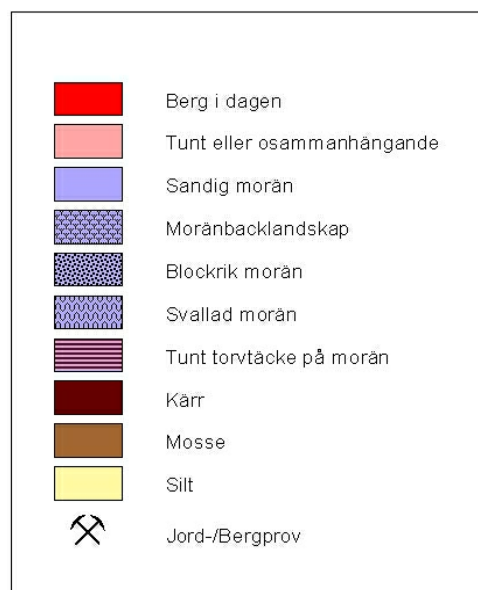 Berg i dagen
Tunt eller osammanhängande
Sandig morän
Moränbacklandskap
Blockrik morän
Svallad morän
Tunt torvtäcke på morän
Kärr
Mosse
Silt
Jord-/Bergprov